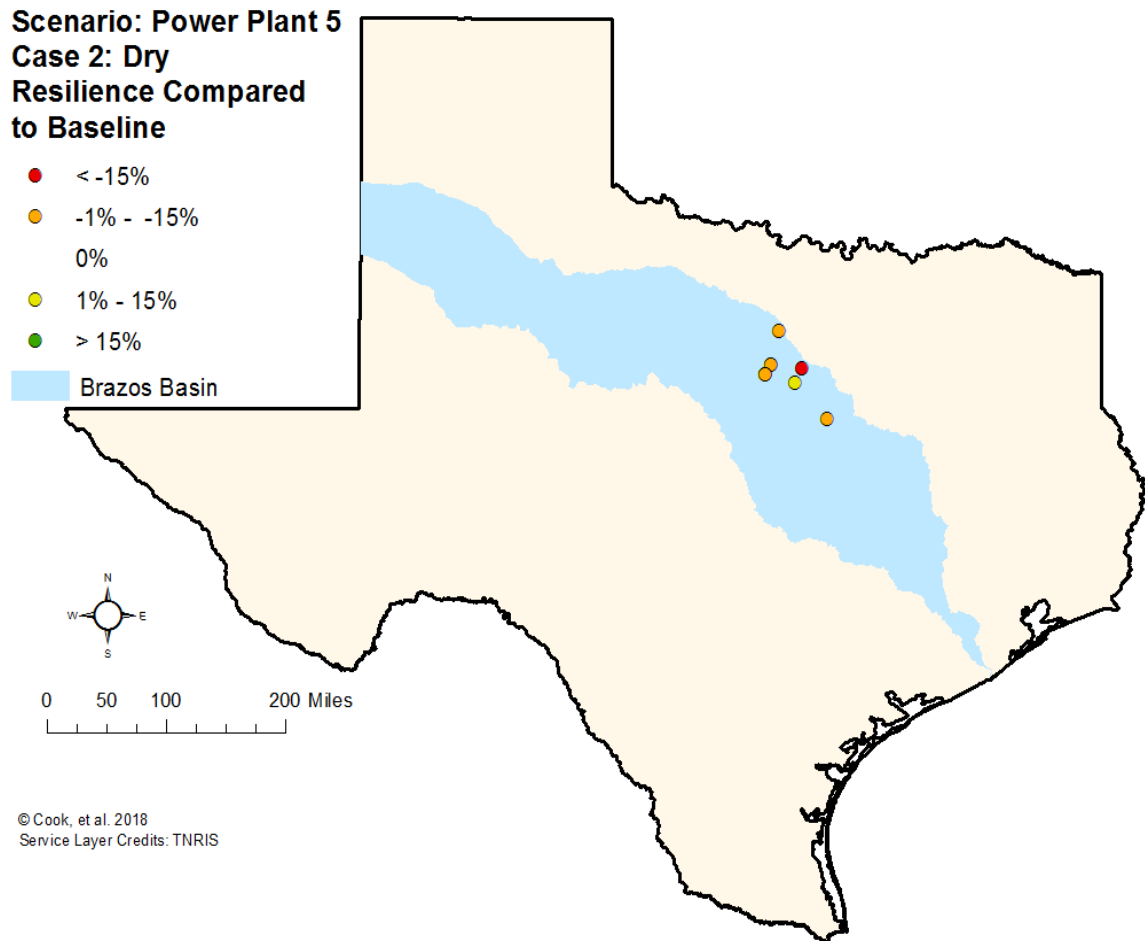 Scenario: Power Plant 5
Case 2: Dry
Resilience Compared
to Baseline
< -15%
-1% - -15%
0%
1% - 15%
> 15%
Brazos Basin
N
W E
S
0 50 100 200 Miles
© Cook, et al. 2018
Service Layer Credits: TNRIS